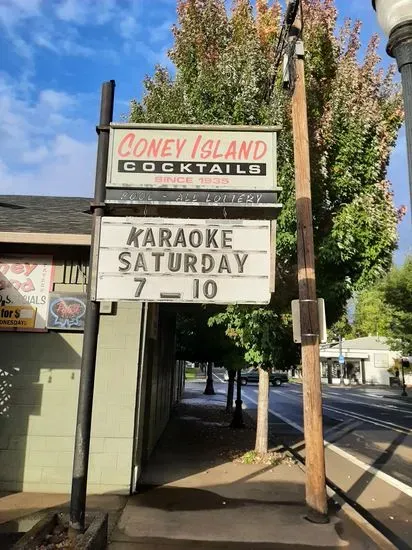 CONEY ISLAND
COCKTAILS
SINCE 1935
POOL - ALL LOTTERY
KARAOKE
SATURDAY
7 - 10